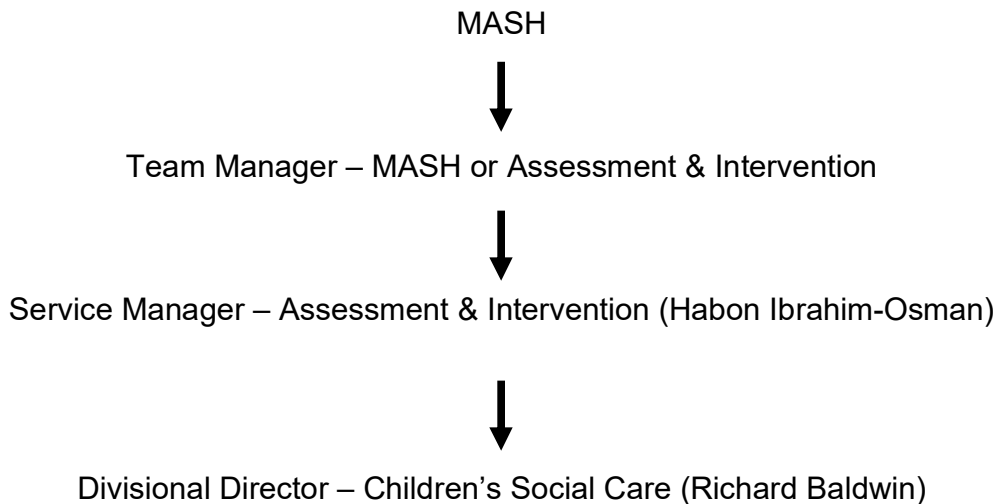 MASH
Team Manager – MASH or Assessment & Intervention
Service Manager – Assessment & Intervention (Habon Ibrahim-Osman)
Divisional Director – Children’s Social Care (Richard Baldwin)